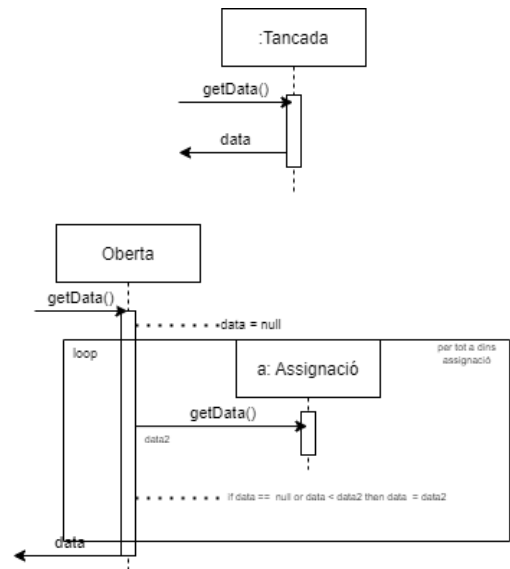 :Tancada
getData()
data
Oberta
getData()
data = null
loop
per tot a dins
assignació
a: Assignació
getData()
data2
if data == null or data < data2 then data = data2
data